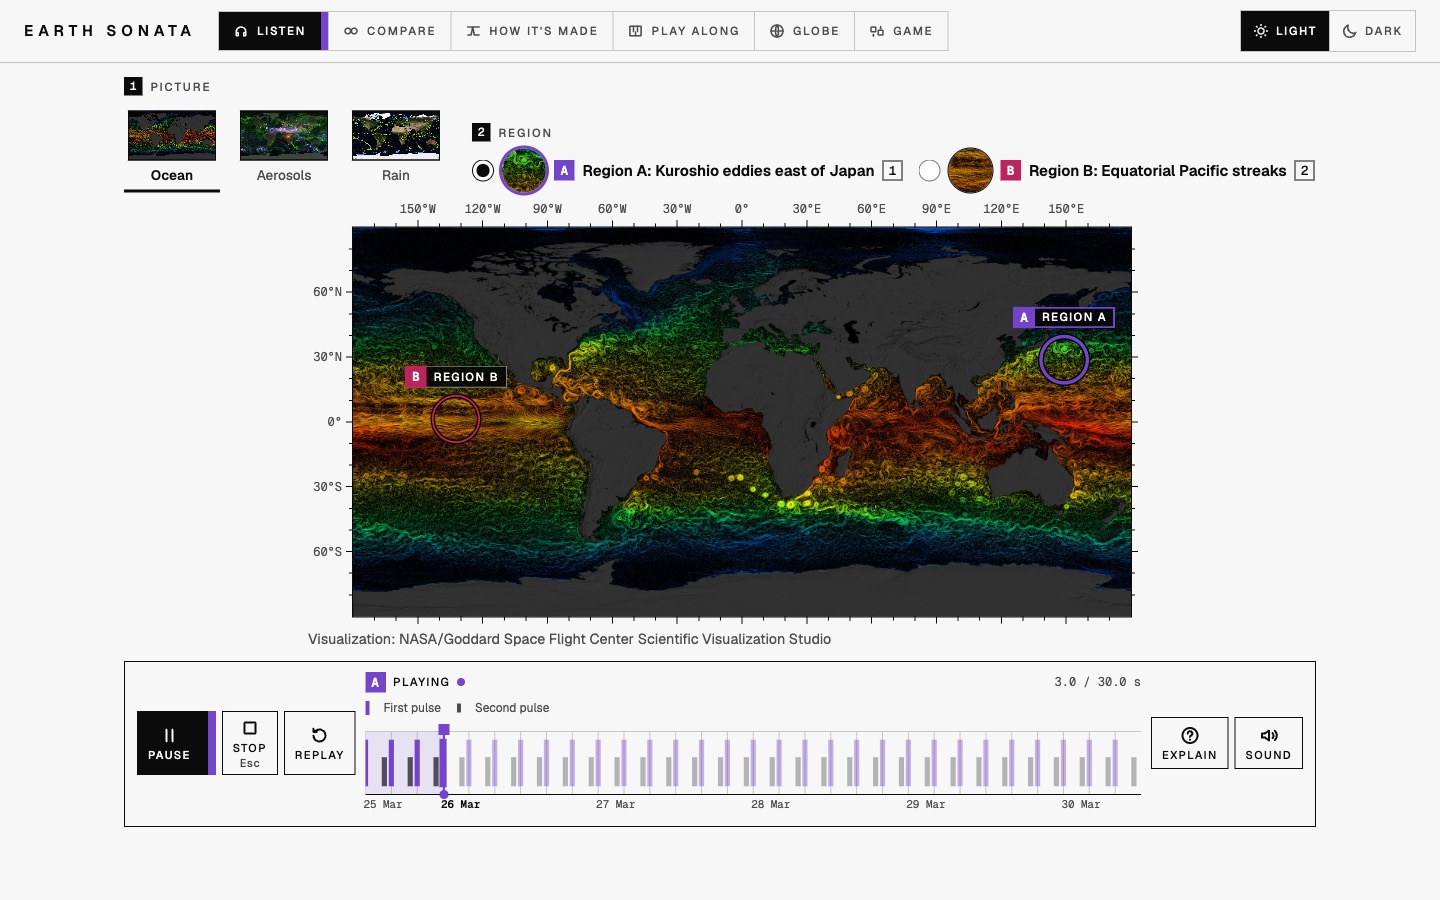 EARTH SONATA
LISTEN
COMPARE
HOW IT'S MADE
PLAY ALONG
GLOBE
GAME
LIGHT
DARK
1 PICTURE
Ocean
Aerosols
Rain
2 REGION
A Region A: Kuroshio eddies east of Japan 1
B Region B: Equatorial Pacific streaks 2
150°W 120°W 90°W 60°W 30°W 0° 30°E 60°E 90°E 120°E 150°E
60°N
30°N
0°
30°S
60°S
A REGION A
B REGION B
Visualization: NASA/Goddard Space Flight Center Scientific Visualization Studio
PAUSE
STOP
Esc
REPLAY
A PLAYING
3.0 / 30.0 s
First pulse
Second pulse
25 Mar 26 Mar 27 Mar 28 Mar 29 Mar 30 Mar
EXPLAIN
SOUND